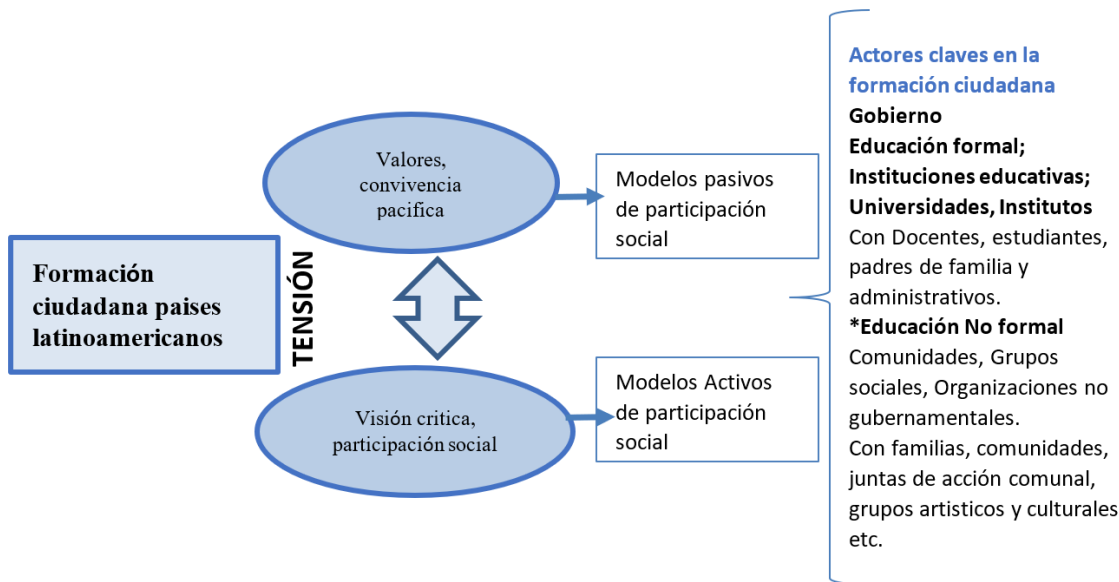 Formación
ciudadana paises
latinoamericanos
TENSIÓN
Valores,
convivencia
pacifica
Visión critica,
participación social
Modelos pasivos
de participación
social
Modelos Activos
de participación
social
Actores claves en la
formación ciudadana
Gobierno
Educación formal;
Instituciones educativas;
Universidades, Institutos
Con Docentes, estudiantes,
padres de familia y
administrativos.
*Educación No formal
Comunidades, Grupos
sociales, Organizaciones no
gubernamentales.
Con familias, comunidades,
juntas de acción comunal,
grupos artisticos y culturales
etc.